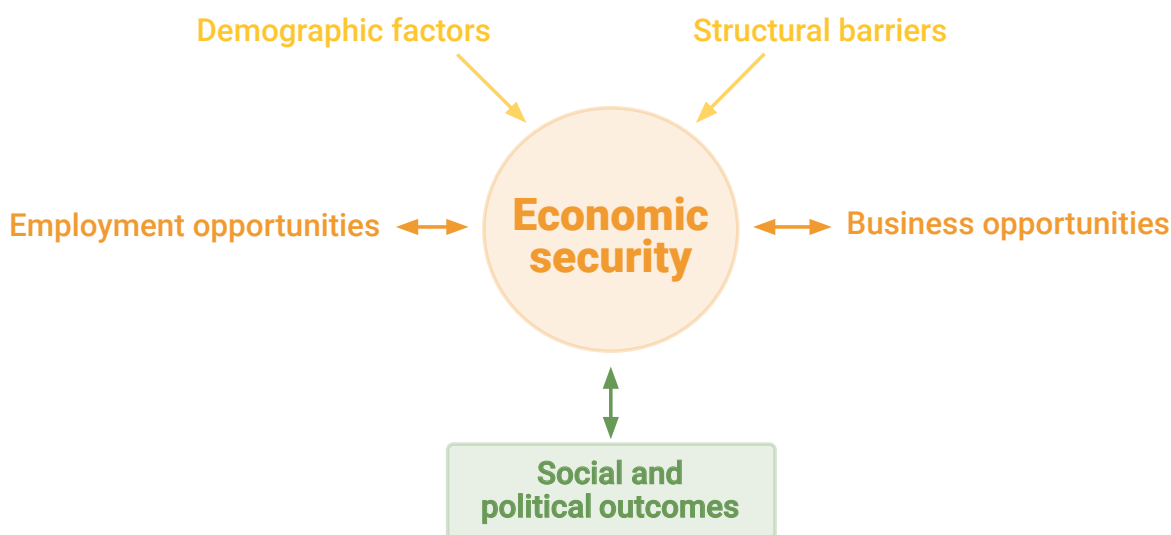 Demographic factors
Structural barriers
Employment opportunities
Economic
security
Business opportunities
Social and
political outcomes